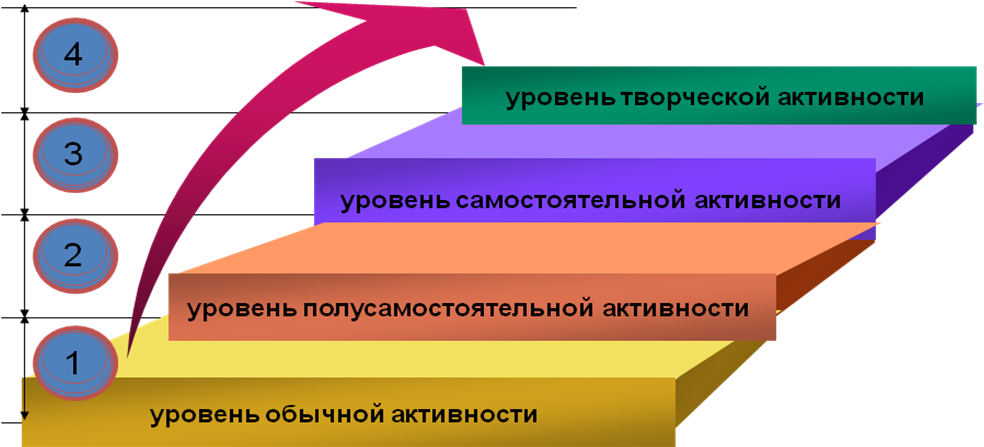 4
уровень творческой активности
3
уровень самостоятельной активности
2
уровень полусамостоятельной активности
1
уровень обычной активности